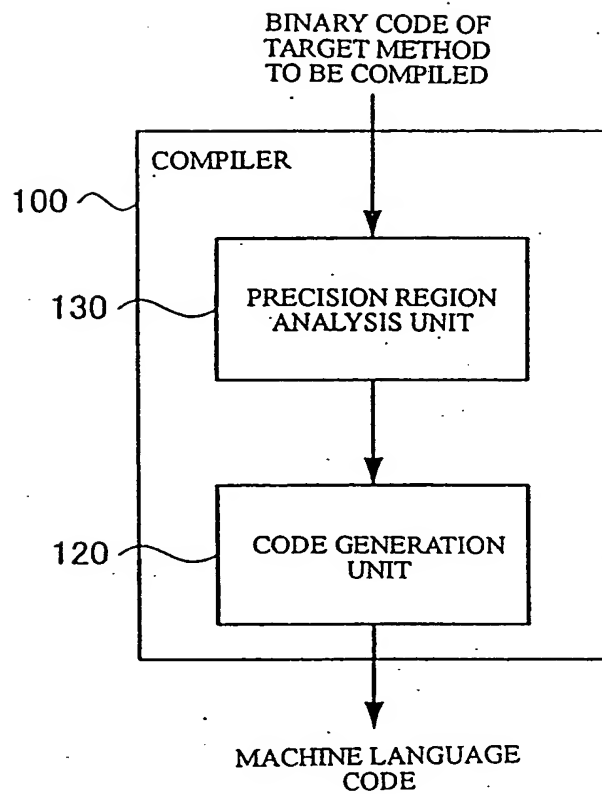 BINARY CODE OF
TARGET METHOD
TO BE COMPILED
COMPILER
100
130
PRECISION REGION
ANALYSIS UNIT
120
CODE GENERATION
UNIT
MACHINE LANGUAGE
CODE